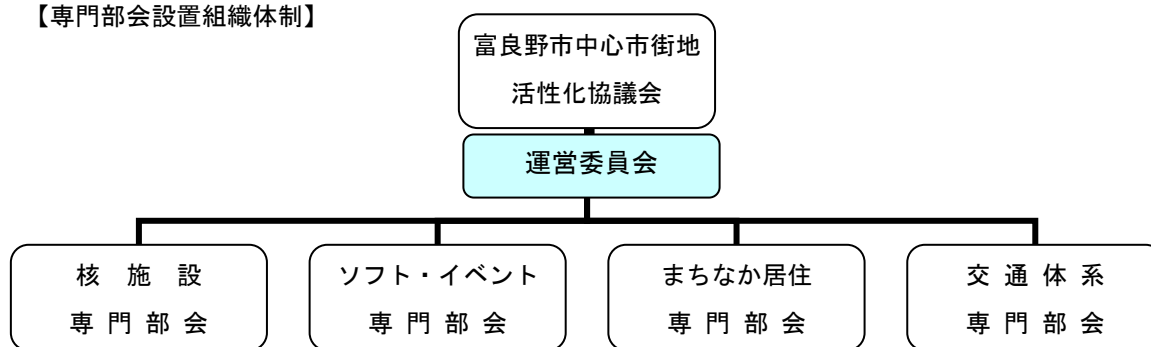 【専門部会設置組織体制】
富良野市中心市街地
活性化協議会
運営委員会
核　施　設
専 門 部 会
ソフト・イベント
専 門 部 会
まちなか居住
専 門 部 会
交 通 体 系
専 門 部 会